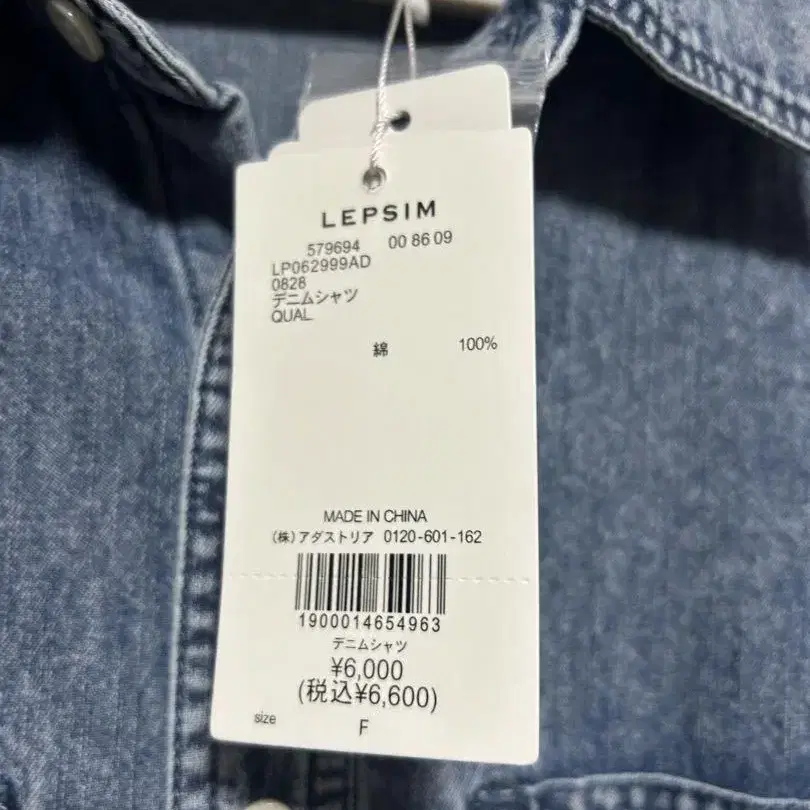 LEPSIM
579694 00 86 09
LP062999AD
0828
デニムシャツ
QUAL
綿 100%
MADE IN CHINA
(株)アダストリア 0120-601-162
1900014654963
デニムシャツ
¥6,000
(税込¥6,600)
size F